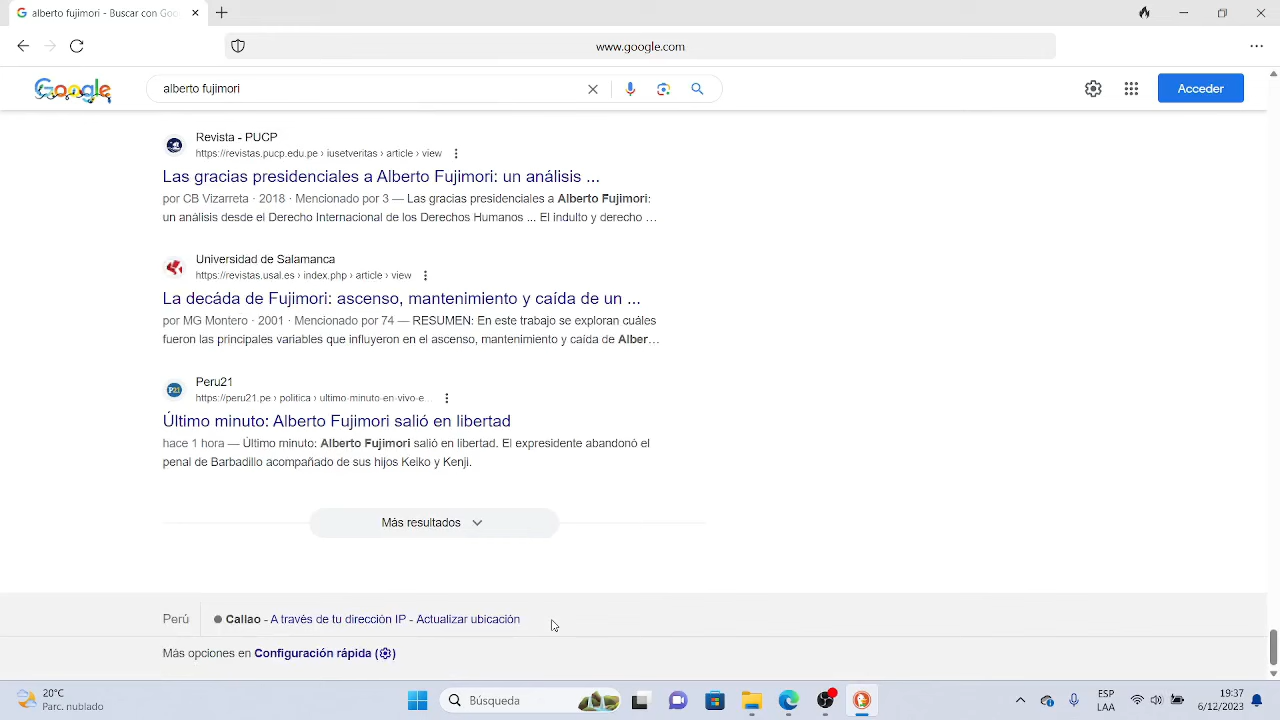 alberto fujimori - Buscar con Goo
www.google.com
Google
alberto fujimori
Acceder
Revista - PUCP
https://revistas.pucp.edu.pe › iusetveritas › article › view
Las gracias presidenciales a Alberto Fujimori: un análisis ...
por CB Vizarreta · 2018 · Mencionado por 3 — Las gracias presidenciales a Alberto Fujimori:
un análisis desde el Derecho Internacional de los Derechos Humanos ... El indulto y derecho ...
Universidad de Salamanca
https://revistas.usal.es › index.php › article › view
La decáda de Fujimori: ascenso, mantenimiento y caída de un ...
por MG Montero · 2001 · Mencionado por 74 — RESUMEN: En este trabajo se exploran cuáles
fueron las principales variables que influyeron en el ascenso, mantenimiento y caída de Alber...
Peru21
https://peru21.pe › politica › ultimo-minuto-en-vivo-e...
Último minuto: Alberto Fujimori salió en libertad
hace 1 hora — Último minuto: Alberto Fujimori salió en libertad. El expresidente abandonó el
penal de Barbadillo acompañado de sus hijos Keiko y Kenji.
Más resultados
Perú
Callao - A través de tu dirección IP - Actualizar ubicación
Más opciones en Configuración rápida
20°C
Parc. nublado
Búsqueda
ESP
LAA
19:37
6/12/2023